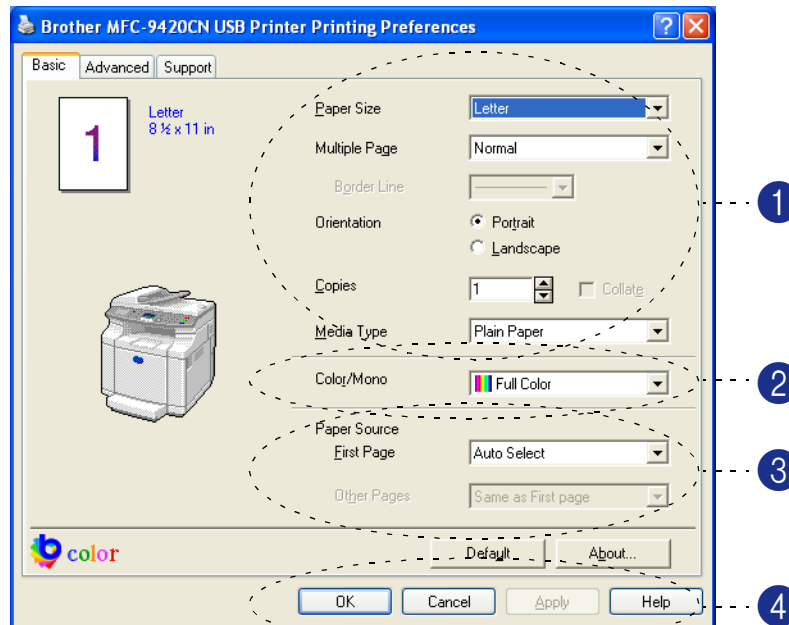 Brother MFC-9420CN USB Printer Printing Preferences
Basic Advanced Support
1
Letter
8 ½ x 11 in
Paper Size Letter
Multiple Page Normal
Border Line
Orientation Portrait
Landscape
Copies 1 Collate
Media Type Plain Paper
1
Color/Mono Full Color
2
Paper Source
First Page Auto Select
Other Pages Same as First page
3
color
Default About...
OK Cancel Apply Help
4